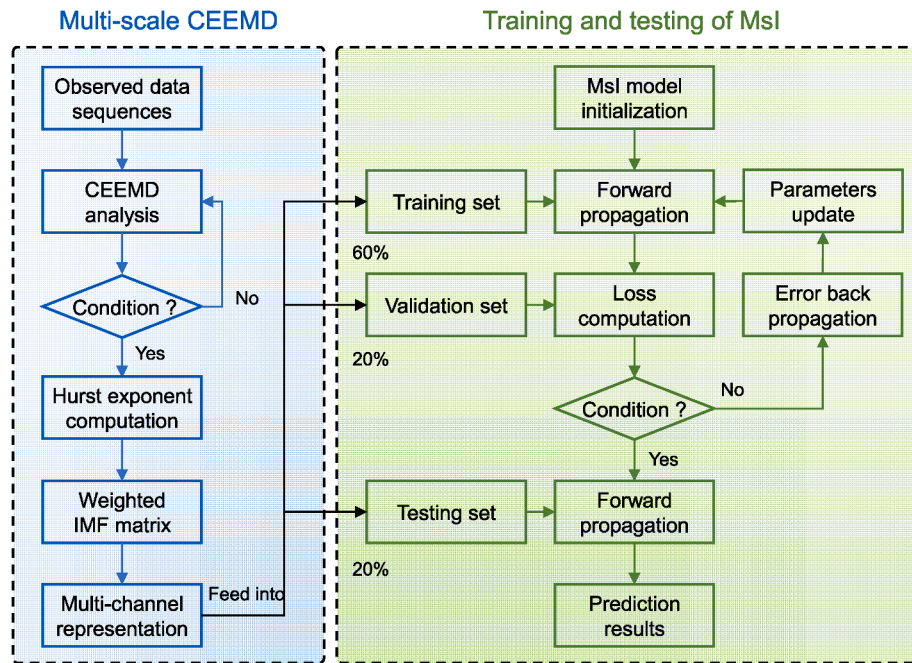 Multi-scale CEEMD
Observed data
sequences
CEEMD
analysis
Condition ?
No
Yes
Hurst exponent
computation
Weighted
IMF matrix
Multi-channel
representation
Feed into
Training and testing of MsI
MsI model
initialization
Training set
60%
Forward
propagation
Parameters
update
Validation set
20%
Loss
computation
Error back
propagation
Condition ?
No
Yes
Testing set
20%
Forward
propagation
Prediction
results